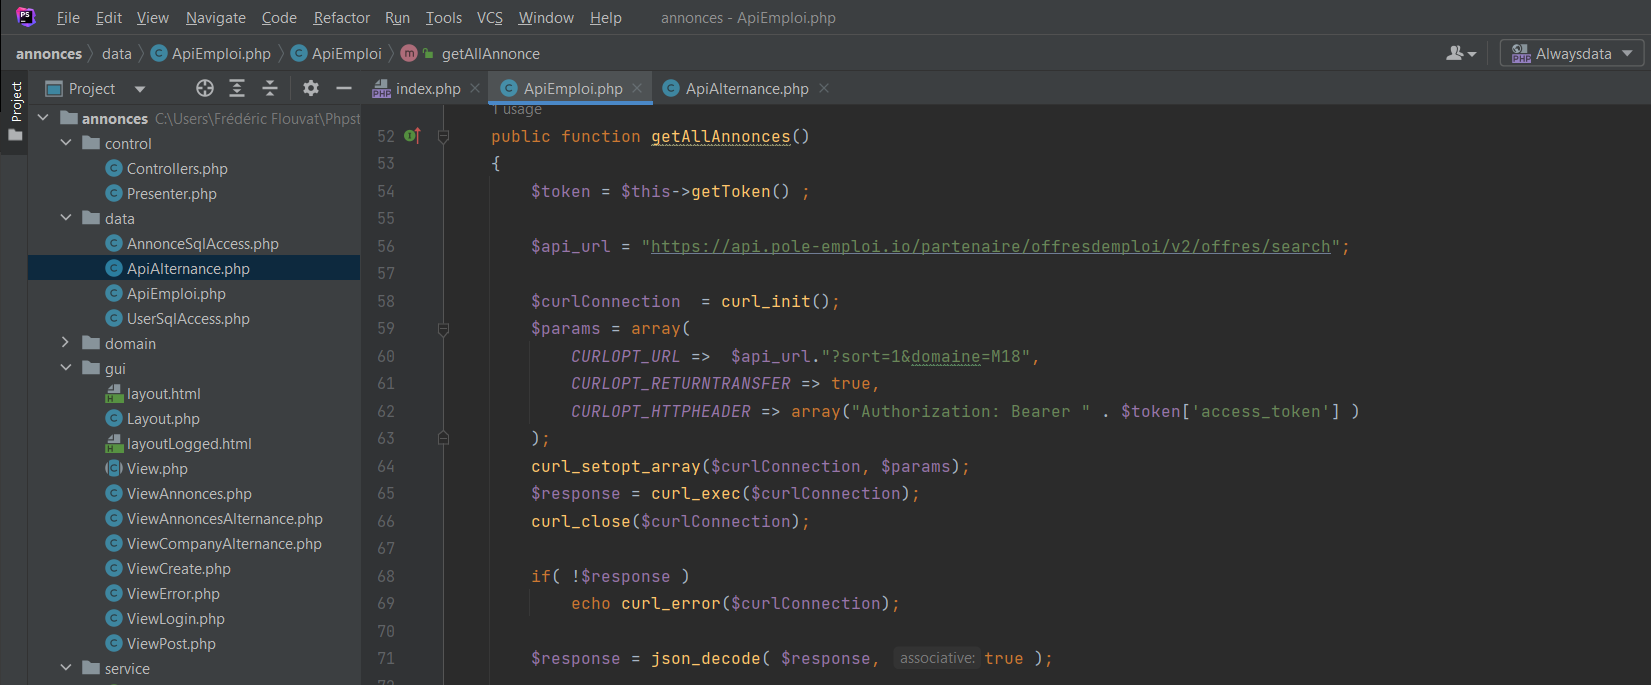 PS File Edit View Navigate Code Refactor Run Tools VCS Window Help annonces - ApiEmploi.php
annonces data C ApiEmploi.php C ApiEmploi m getAllAnnonce PHP Alwaysdata
Project
Project
PHP index.php C ApiEmploi.php C ApiAlternance.php
annonces C:\Users\Frédéric Flouvat\Phpst
control
C Controllers.php
C Presenter.php
data
C AnnonceSqlAccess.php
C ApiAlternance.php
C ApiEmploi.php
C UserSqlAccess.php
domain
gui
H layout.html
C Layout.php
H layoutLogged.html
C View.php
C ViewAnnonces.php
C ViewAnnoncesAlternance.php
C ViewCompanyAlternance.php
C ViewCreate.php
C ViewError.php
C ViewLogin.php
C ViewPost.php
service
1 usage
52 public function getAllAnnonces()
53 {
54 $token = $this->getToken() ;
55
56 $api_url = "https://api.pole-emploi.io/partenaire/offresdemploi/v2/offres/search";
57
58 $curlConnection  = curl_init();
59 $params = array(
60 CURLOPT_URL =>  $api_url."?sort=1&domaine=M18",
61 CURLOPT_RETURNTRANSFER => true,
62 CURLOPT_HTTPHEADER => array("Authorization: Bearer " . $token['access_token'] )
63 );
64 curl_setopt_array($curlConnection, $params);
65 $response = curl_exec($curlConnection);
66 curl_close($curlConnection);
67
68 if( !$response )
69 echo curl_error($curlConnection);
70
71 $response = json_decode( $response, associative: true );